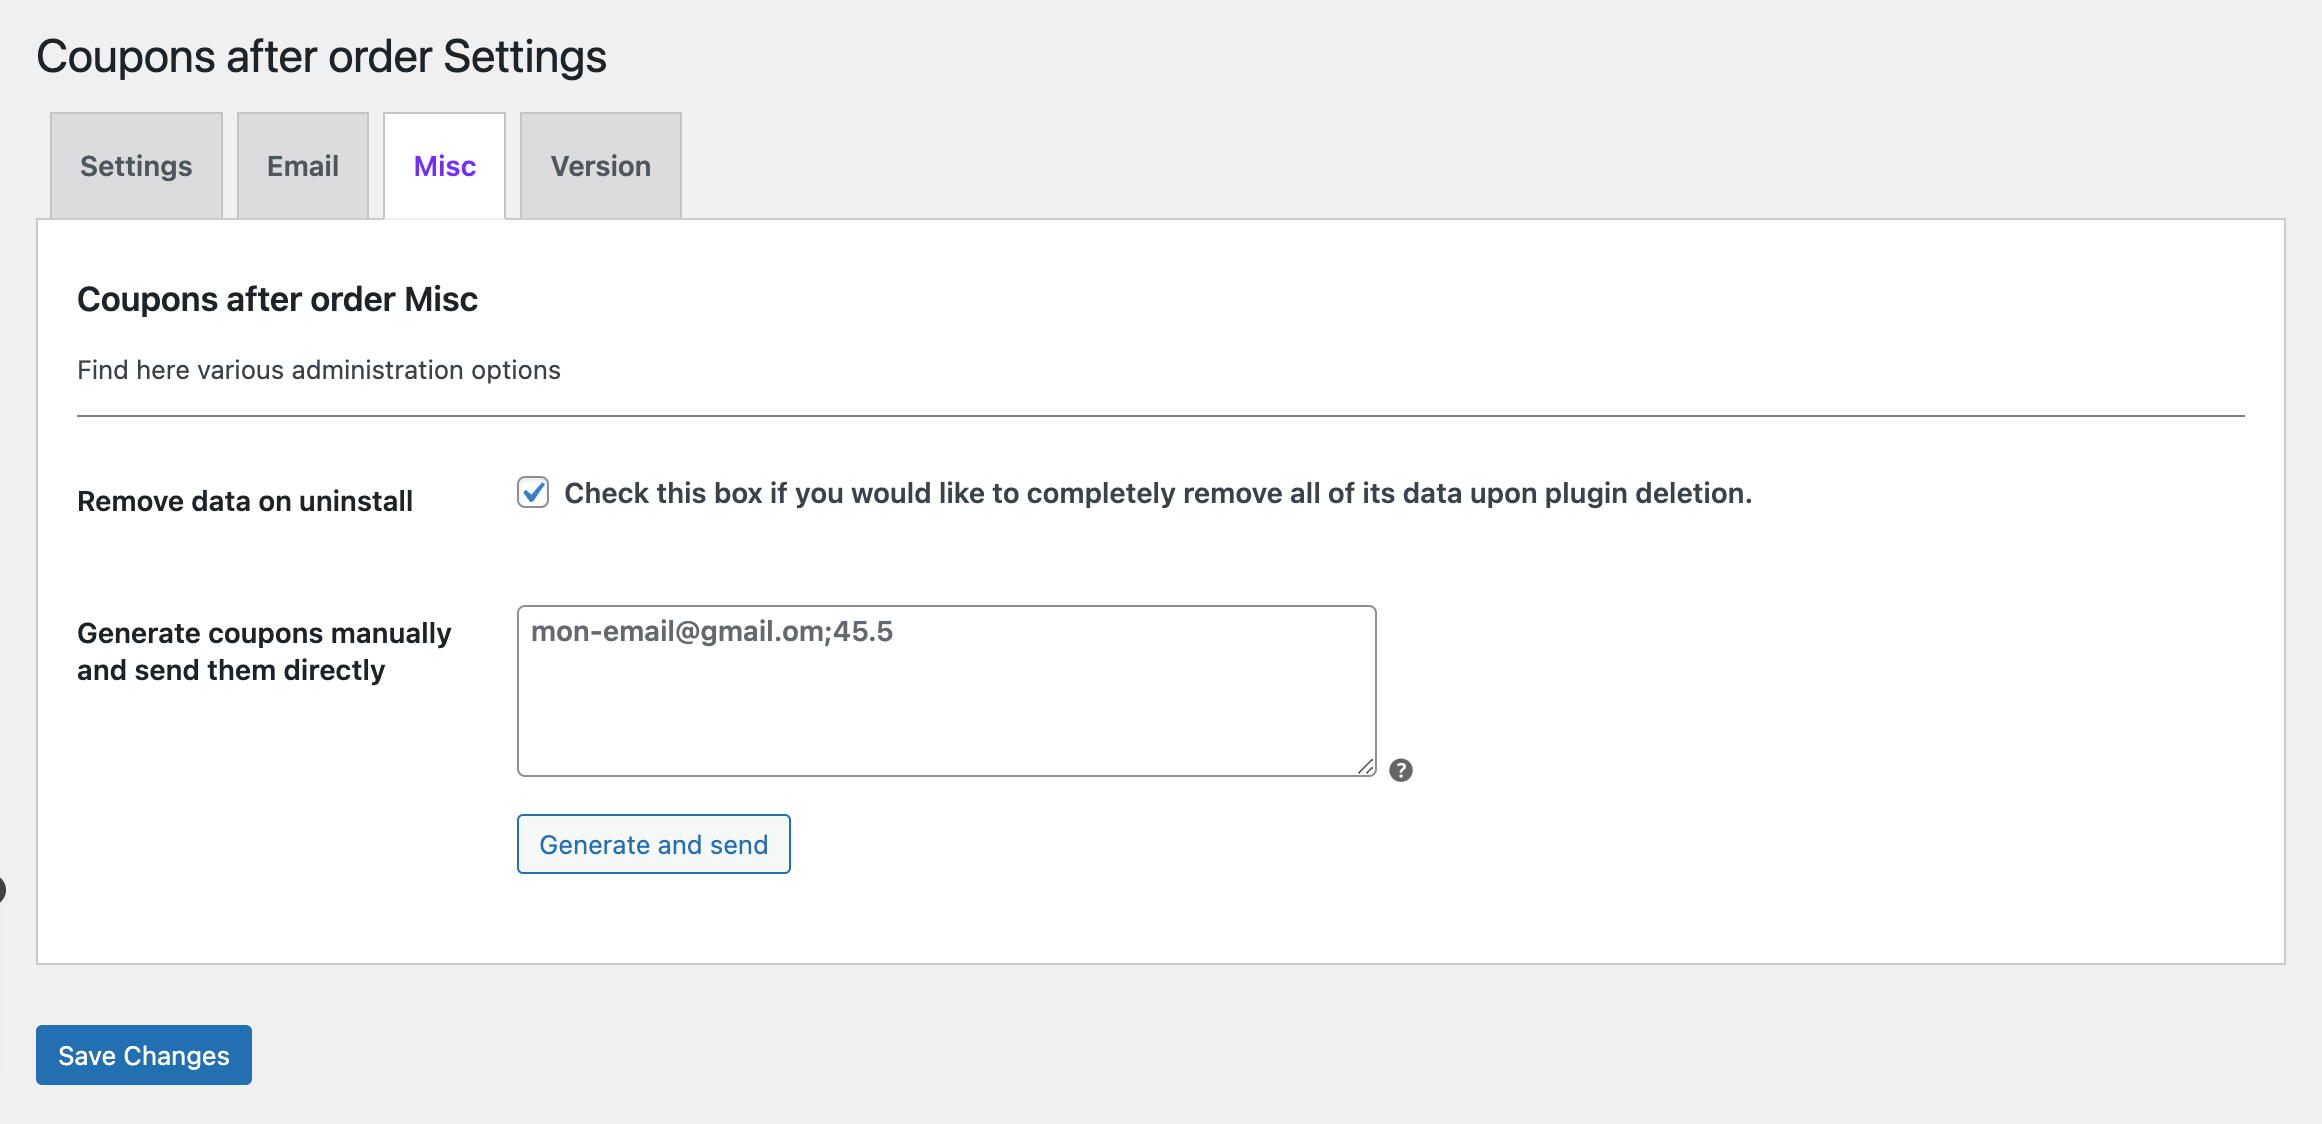 Coupons after order Settings
Settings
Email
Misc
Version
Coupons after order Misc
Find here various administration options
Remove data on uninstall
Check this box if you would like to completely remove all of its data upon plugin deletion.
Generate coupons manually
and send them directly
mon-email@gmail.om;45.5
?
Generate and send
Save Changes